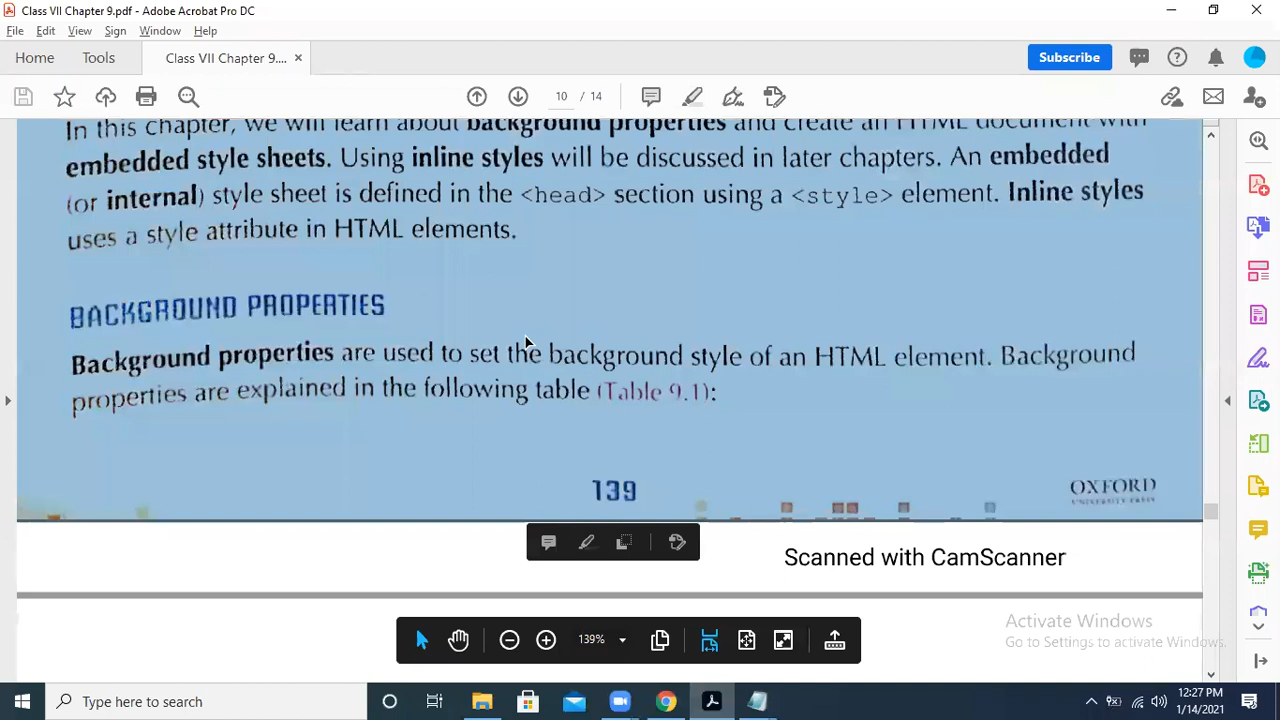 Class VII Chapter 9.pdf - Adobe Acrobat Pro DC
File Edit View Sign Window Help
Home Tools Class VII Chapter 9.... × Subscribe
10 / 14
In this chapter, we will learn about background properties and create an HTML document with
embedded style sheets. Using inline styles will be discussed in later chapters. An embedded
(or internal) style sheet is defined in the <head> section using a <style> element. Inline styles
uses a style attribute in HTML elements.
BACKGROUND PROPERTIES
Background properties are used to set the background style of an HTML element. Background
properties are explained in the following table (Table 9.1):
139
OXFORD
UNIVERSITY PRESS
Scanned with CamScanner
139%
Activate Windows
Go to Settings to activate Windows.
Type here to search
12:27 PM
1/14/2021